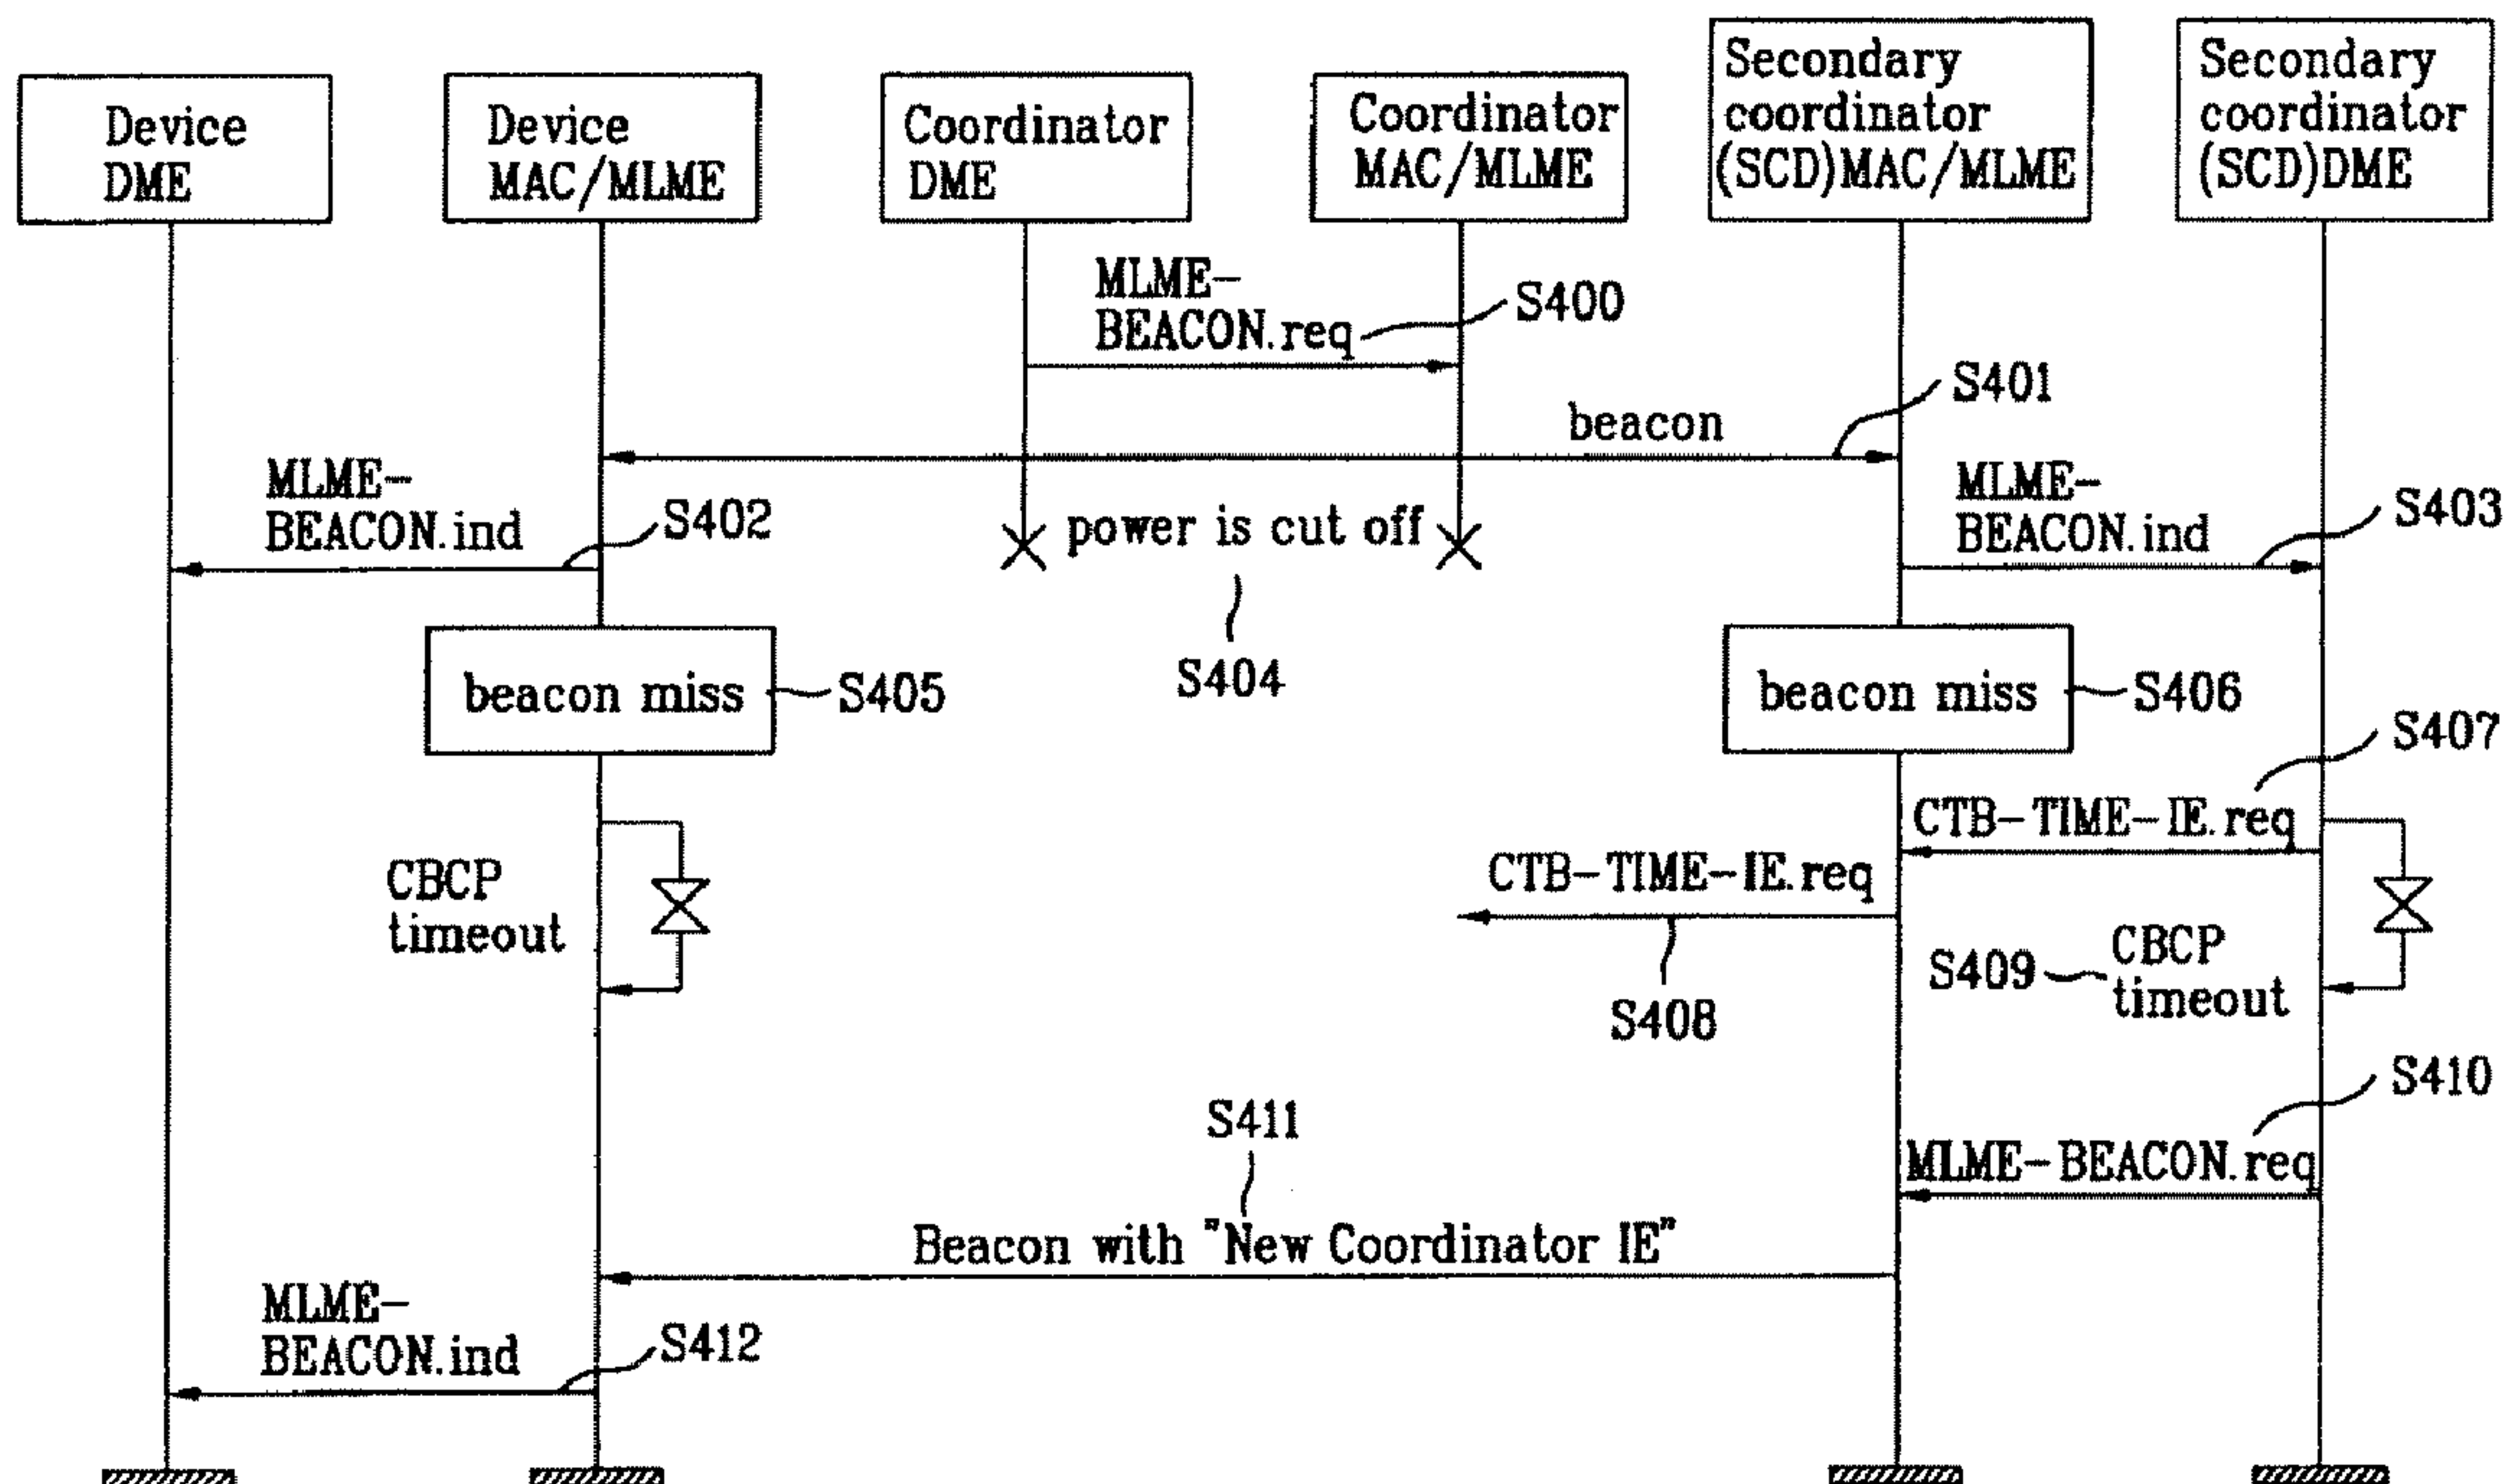 Device
DME
Device
MAC/MLME
Coordinator
DME
Coordinator
MAC/MLME
Secondary
coordinator
(SCD)MAC/MLME
Secondary
coordinator
(SCD)DME
MLME-
BEACON.req
S400
beacon
S401
MLME-
BEACON.ind
S402
power is cut off
S404
MLME-
BEACON.ind
S403
beacon miss
S405
beacon miss
S406
S407
CTB-TIME-IE.req
CTB-TIME-IE.req
S408
CBCP
timeout
S409
CBCP
timeout
S410
MLME-BEACON.req
S411
Beacon with "New Coordinator IE"
MLME-
BEACON.ind
S412